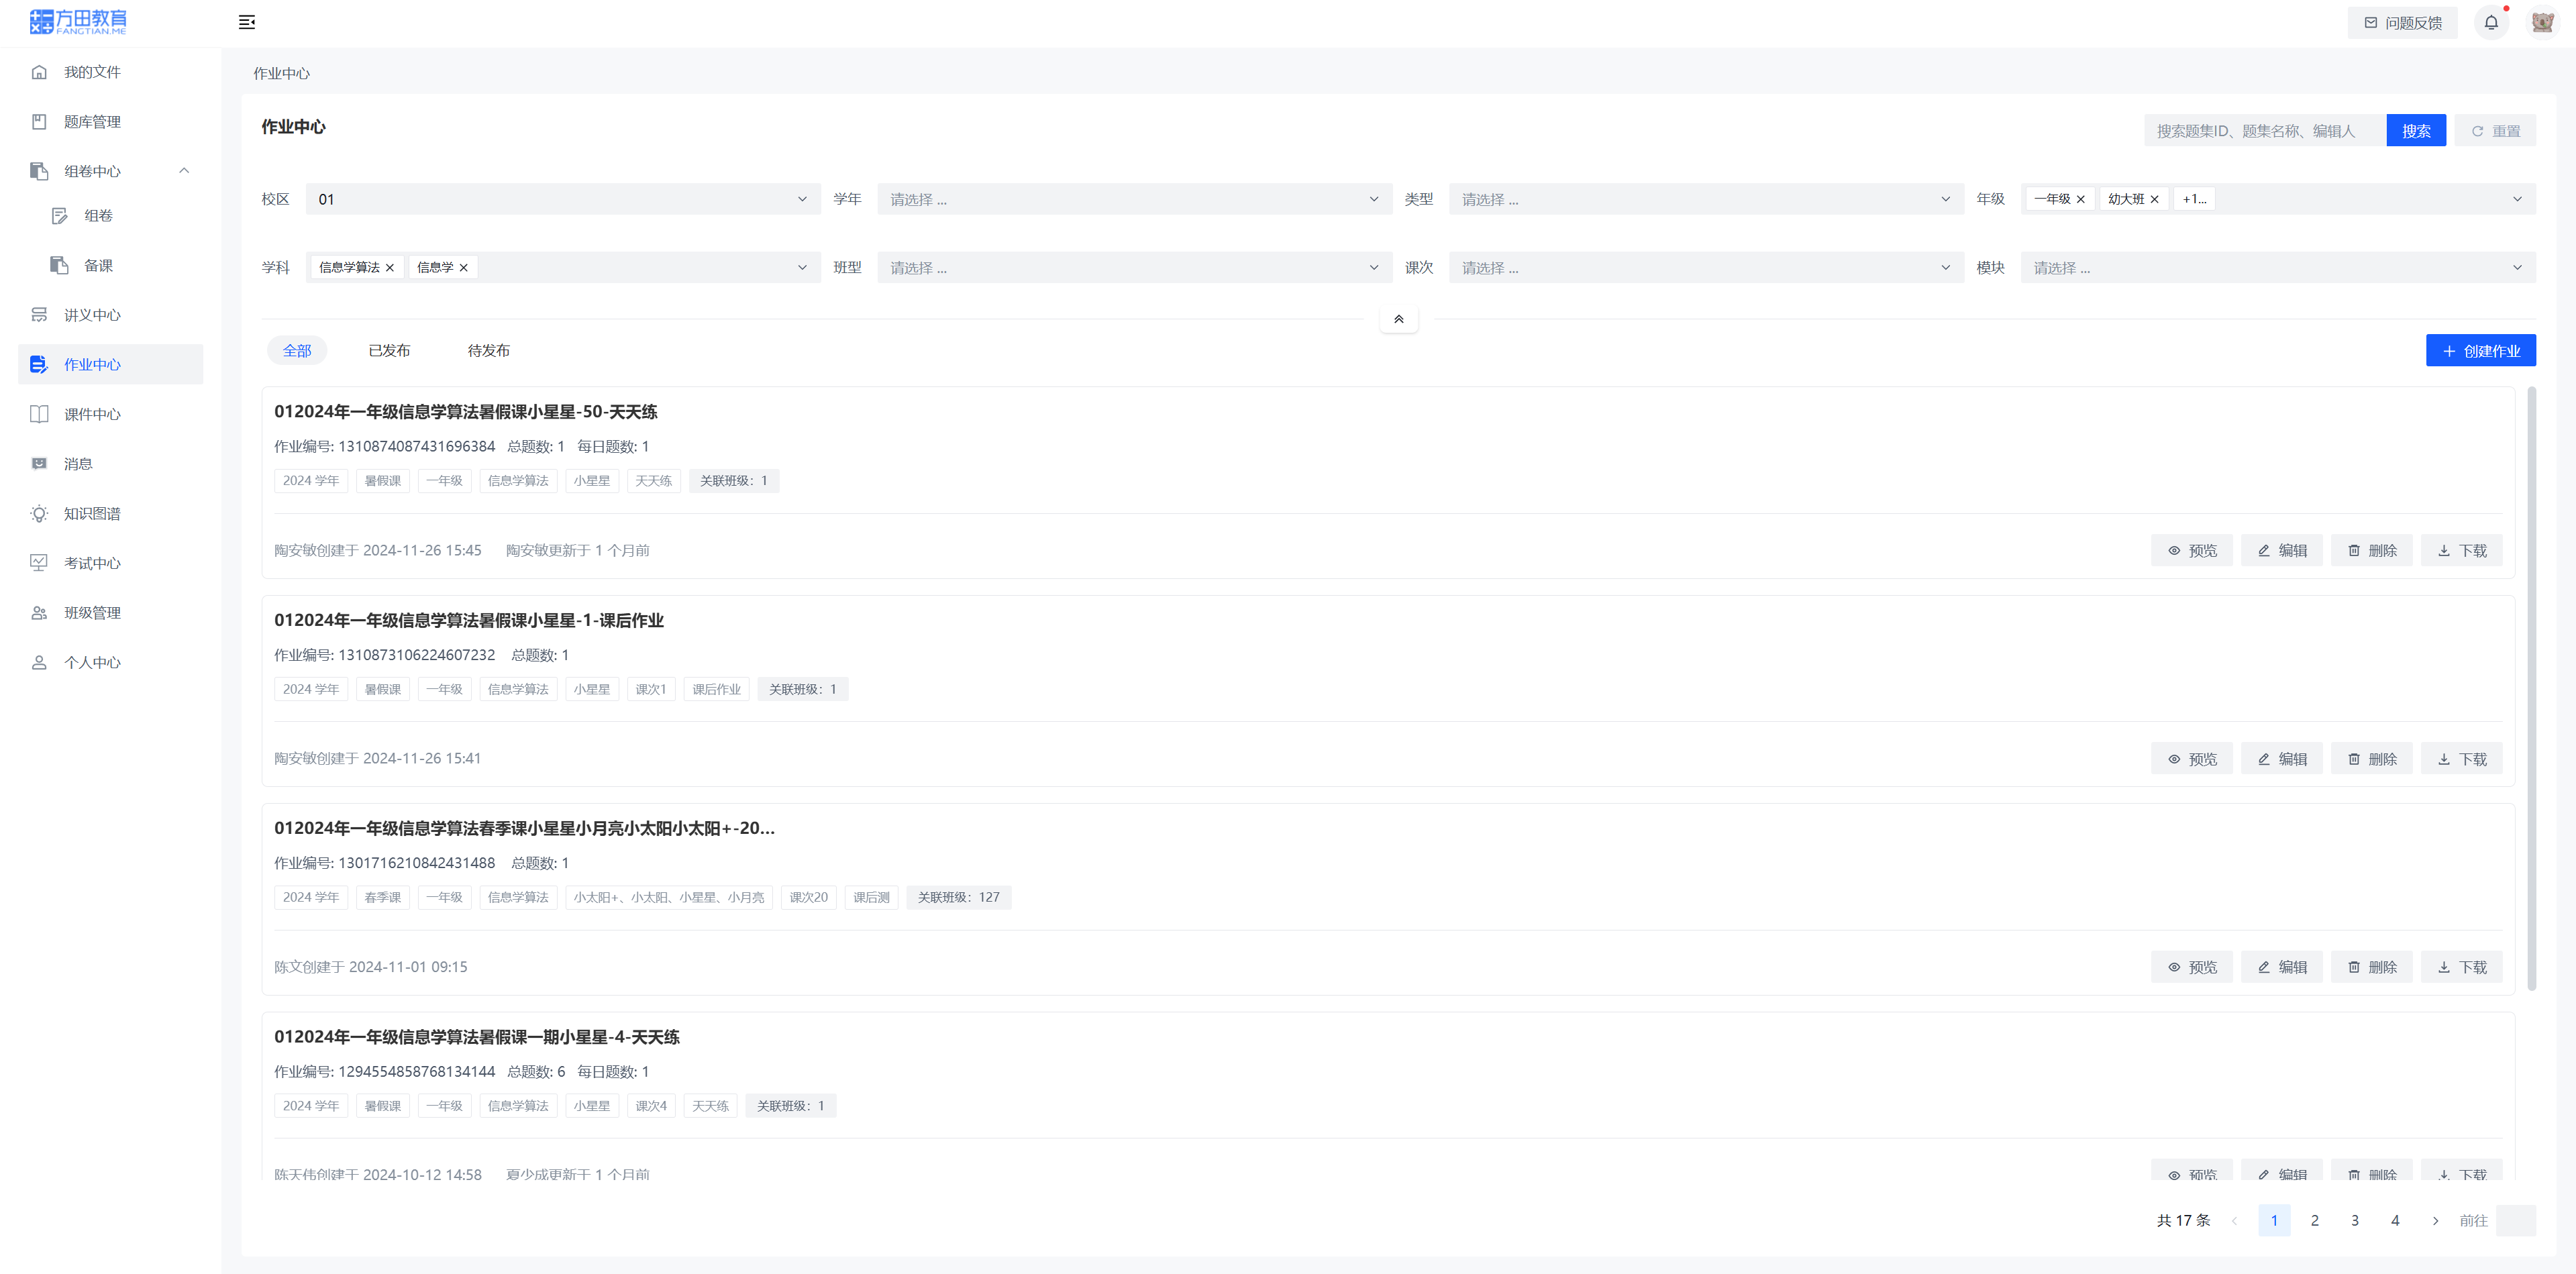 方田教育
FANGTIAN.ME
问题反馈
我的文件
题库管理
组卷中心
组卷
备课
讲义中心
作业中心
课件中心
消息
知识图谱
考试中心
班级管理
个人中心
作业中心
作业中心
搜索题集ID、题集名称、编辑人 搜索 重置
校区 01 学年 请选择 ... 类型 请选择 ... 年级 一年级 幼大班 +1...
学科 信息学算法 信息学 班型 请选择 ... 课次 请选择 ... 模块 请选择 ...
全部 已发布 待发布 创建作业
012024年一年级信息学算法暑假课小星星-50-天天练
作业编号: 1310874087431696384 总题数: 1 每日题数: 1
2024 学年 暑假课 一年级 信息学算法 小星星 天天练 关联班级：1
陶安敏创建于 2024-11-26 15:45 陶安敏更新于 1 个月前 预览 编辑 删除 下载
012024年一年级信息学算法暑假课小星星-1-课后作业
作业编号: 1310873106224607232 总题数: 1
2024 学年 暑假课 一年级 信息学算法 小星星 课次1 课后作业 关联班级：1
陶安敏创建于 2024-11-26 15:41 预览 编辑 删除 下载
012024年一年级信息学算法春季课小星星小月亮小太阳小太阳+-20...
作业编号: 1301716210842431488 总题数: 1
2024 学年 春季课 一年级 信息学算法 小太阳+、小太阳、小星星、小月亮 课次20 课后测 关联班级：127
陈文创建于 2024-11-01 09:15 预览 编辑 删除 下载
012024年一年级信息学算法暑假课一期小星星-4-天天练
作业编号: 1294554858768134144 总题数: 6 每日题数: 1
2024 学年 暑假课 一年级 信息学算法 小星星 课次4 天天练 关联班级：1
陈天伟创建于 2024-10-12 14:58 夏少成更新于 1 个月前 预览 编辑 删除 下载
共 17 条 1 2 3 4 前往